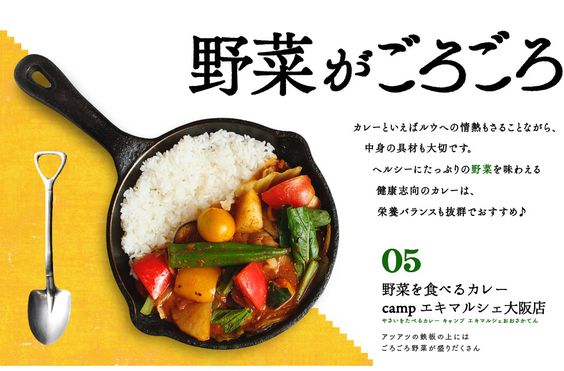 野菜がごろごろ
カレーといえばルウへの情熱もさることながら、
中身の具材も大切です。
ヘルシーにたっぷりの野菜を味わえる
健康志向のカレーは、
栄養バランスも抜群でおすすめ♪
05
野菜を食べるカレー
camp エキマルシェ大阪店
やさいをたべるカレー キャンプ エキマルシェおおさかてん
アツアツの鉄板の上には
ごろごろ野菜が盛りだくさん